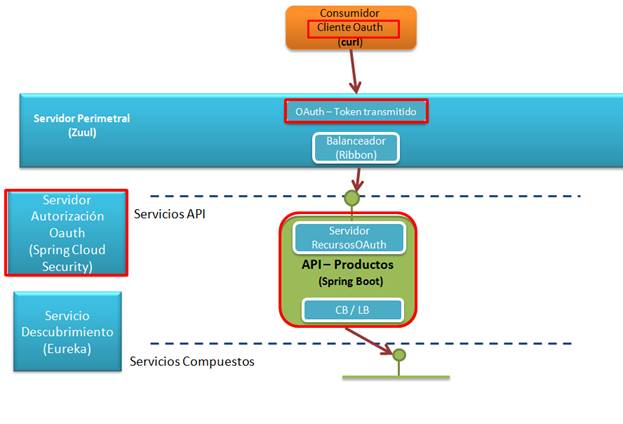 Consumidor
Cliente Oauth
(curl)
OAuth – Token transmitido
Servidor Perimetral
(Zuul)
Balanceador
(Ribbon)
Servidor
Autorización
Oauth
(Spring Cloud
Security)
Servicios API
Servidor
RecursosOAuth
API – Productos
(Spring Boot)
CB / LB
Servicio
Descubrimiento
(Eureka)
Servicios Compuestos